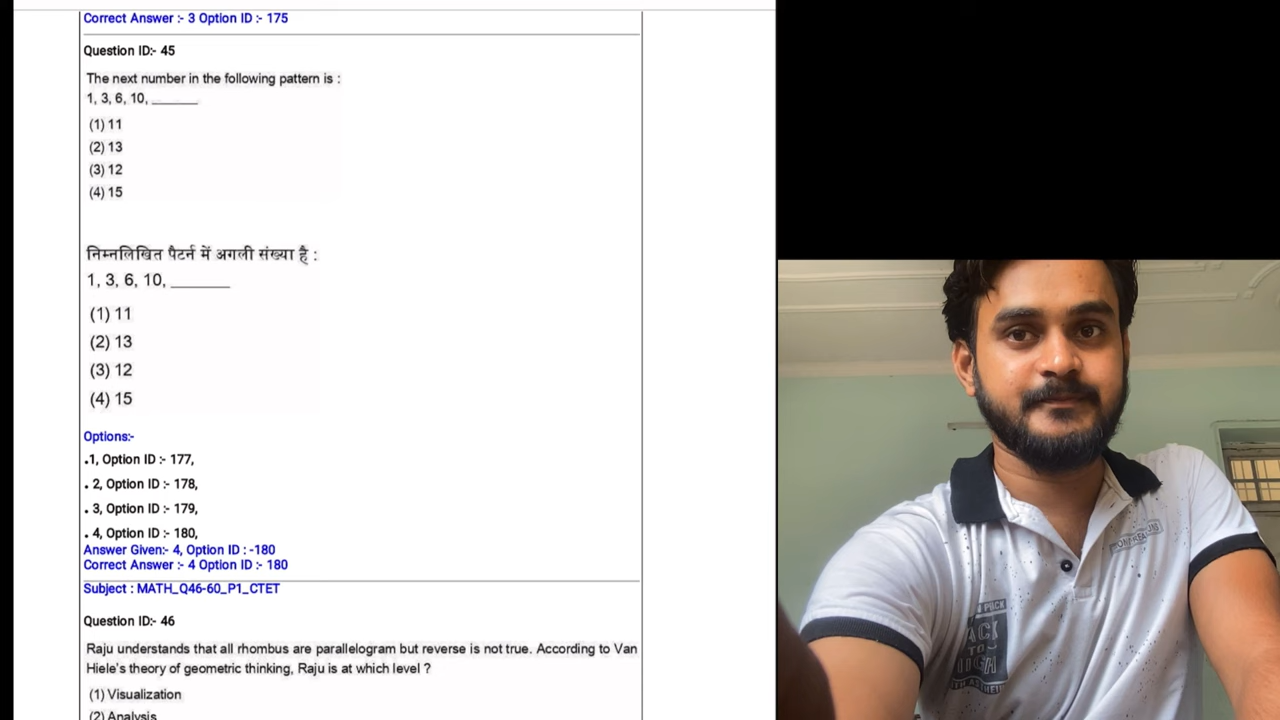 Correct Answer :- 3 Option ID :- 175
Question ID:- 45
The next number in the following pattern is :
1, 3, 6, 10, _______
(1) 11
(2) 13
(3) 12
(4) 15
निम्नलिखित पैटर्न में अगली संख्या है :
1, 3, 6, 10, _______
(1) 11
(2) 13
(3) 12
(4) 15
Options:-
. 1, Option ID :- 177,
. 2, Option ID :- 178,
. 3, Option ID :- 179,
. 4, Option ID :- 180,
Answer Given:- 4, Option ID : -180
Correct Answer :- 4 Option ID :- 180
Subject : MATH_Q46-60_P1_CTET
Question ID:- 46
Raju understands that all rhombus are parallelogram but reverse is not true. According to Van
Hiele's theory of geometric thinking, Raju is at which level ?
(1) Visualization
(2) Analysis
TO